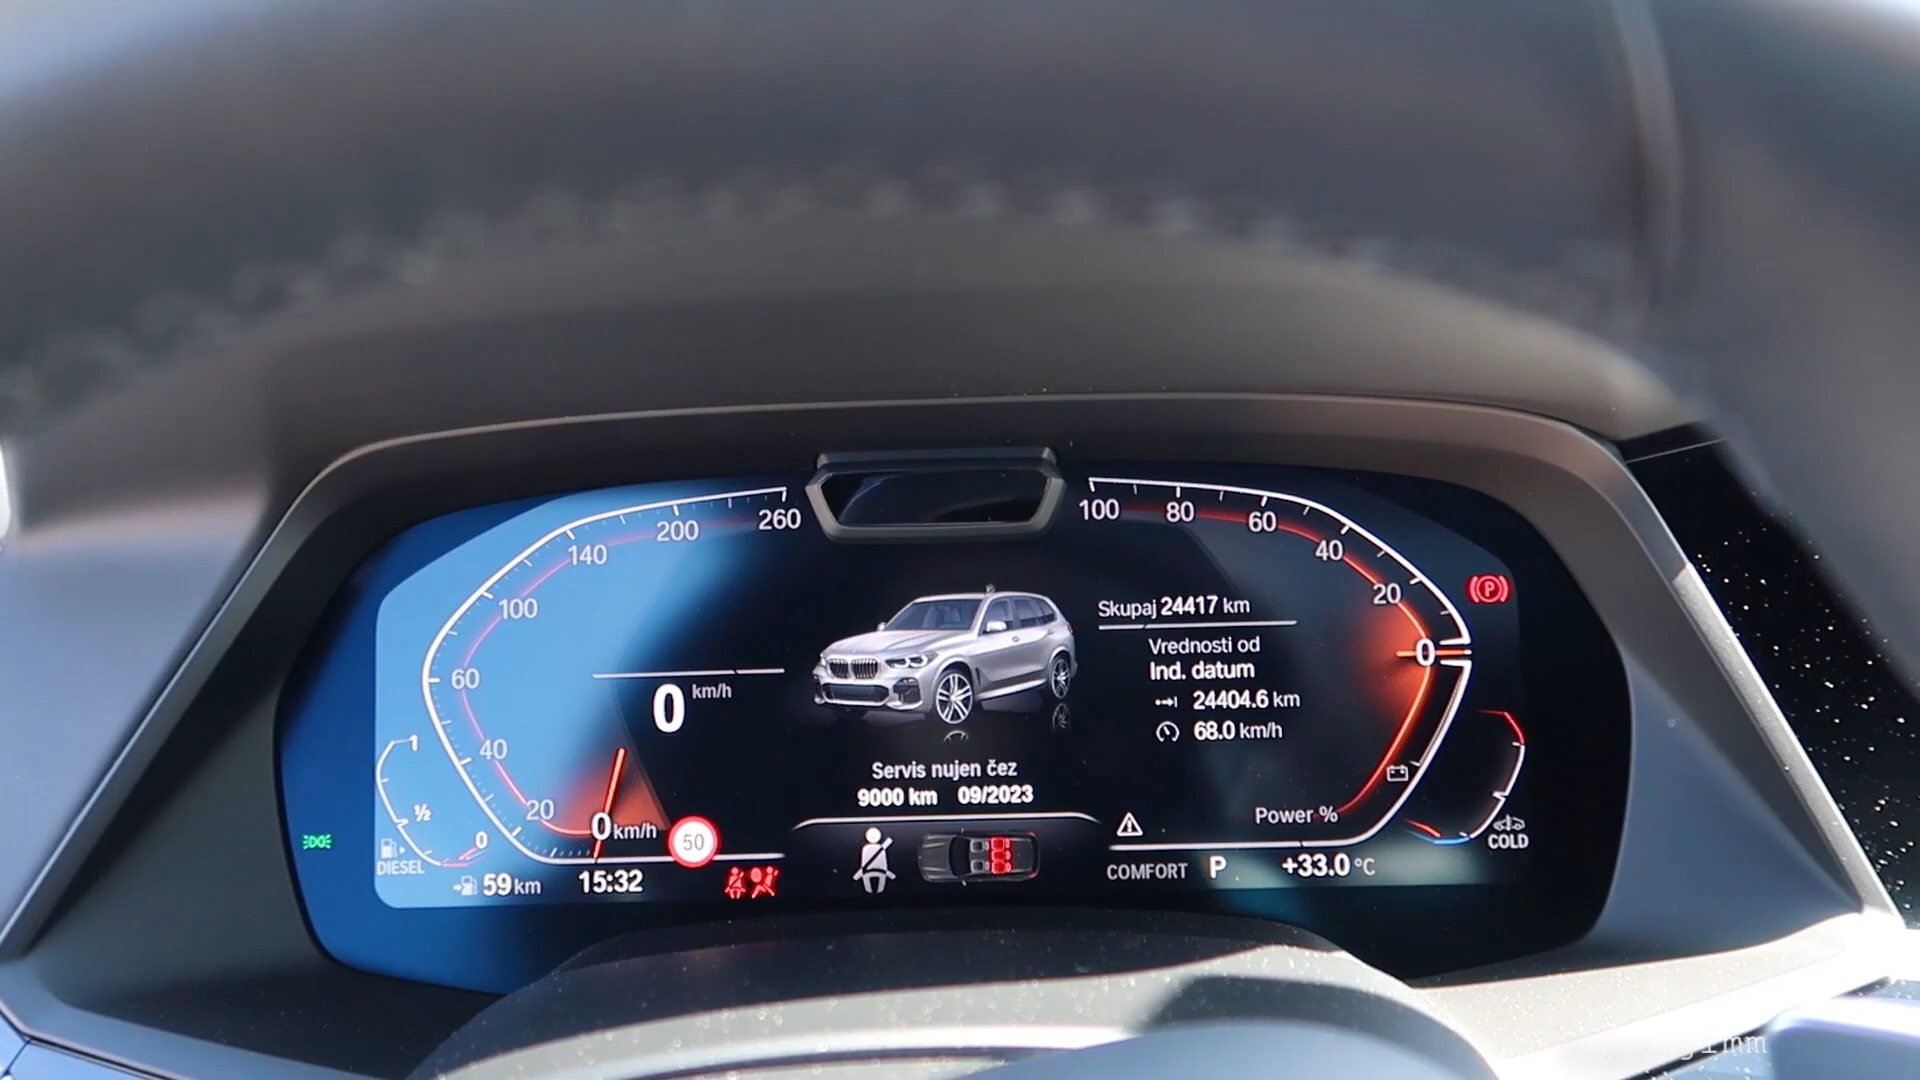 260
200
140
100
60
40
20
0 km/h
0 km/h
50
1
½
0
DIESEL
59 km
15:32
Servis nujen čez
9000 km 09/2023
Skupaj 24417 km
Vrednosti od
Ind. datum
24404.6 km
68.0 km/h
100
80
60
40
20
0
P
Power %
COLD
COMFORT P +33.0 °C